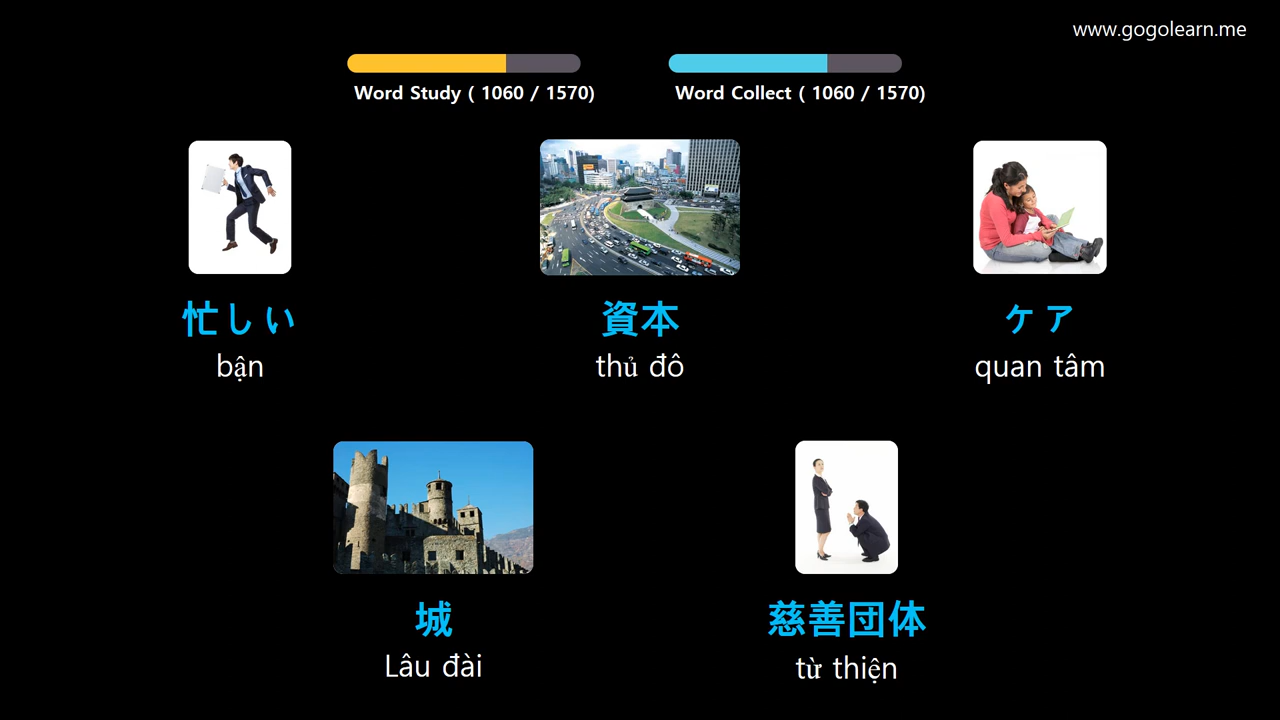 www.gogolearn.me
Word Study ( 1060 / 1570)
Word Collect ( 1060 / 1570)
忙しい
資本
ケア
bận
thủ đô
quan tâm
城
慈善団体
Lâu đài
từ thiện